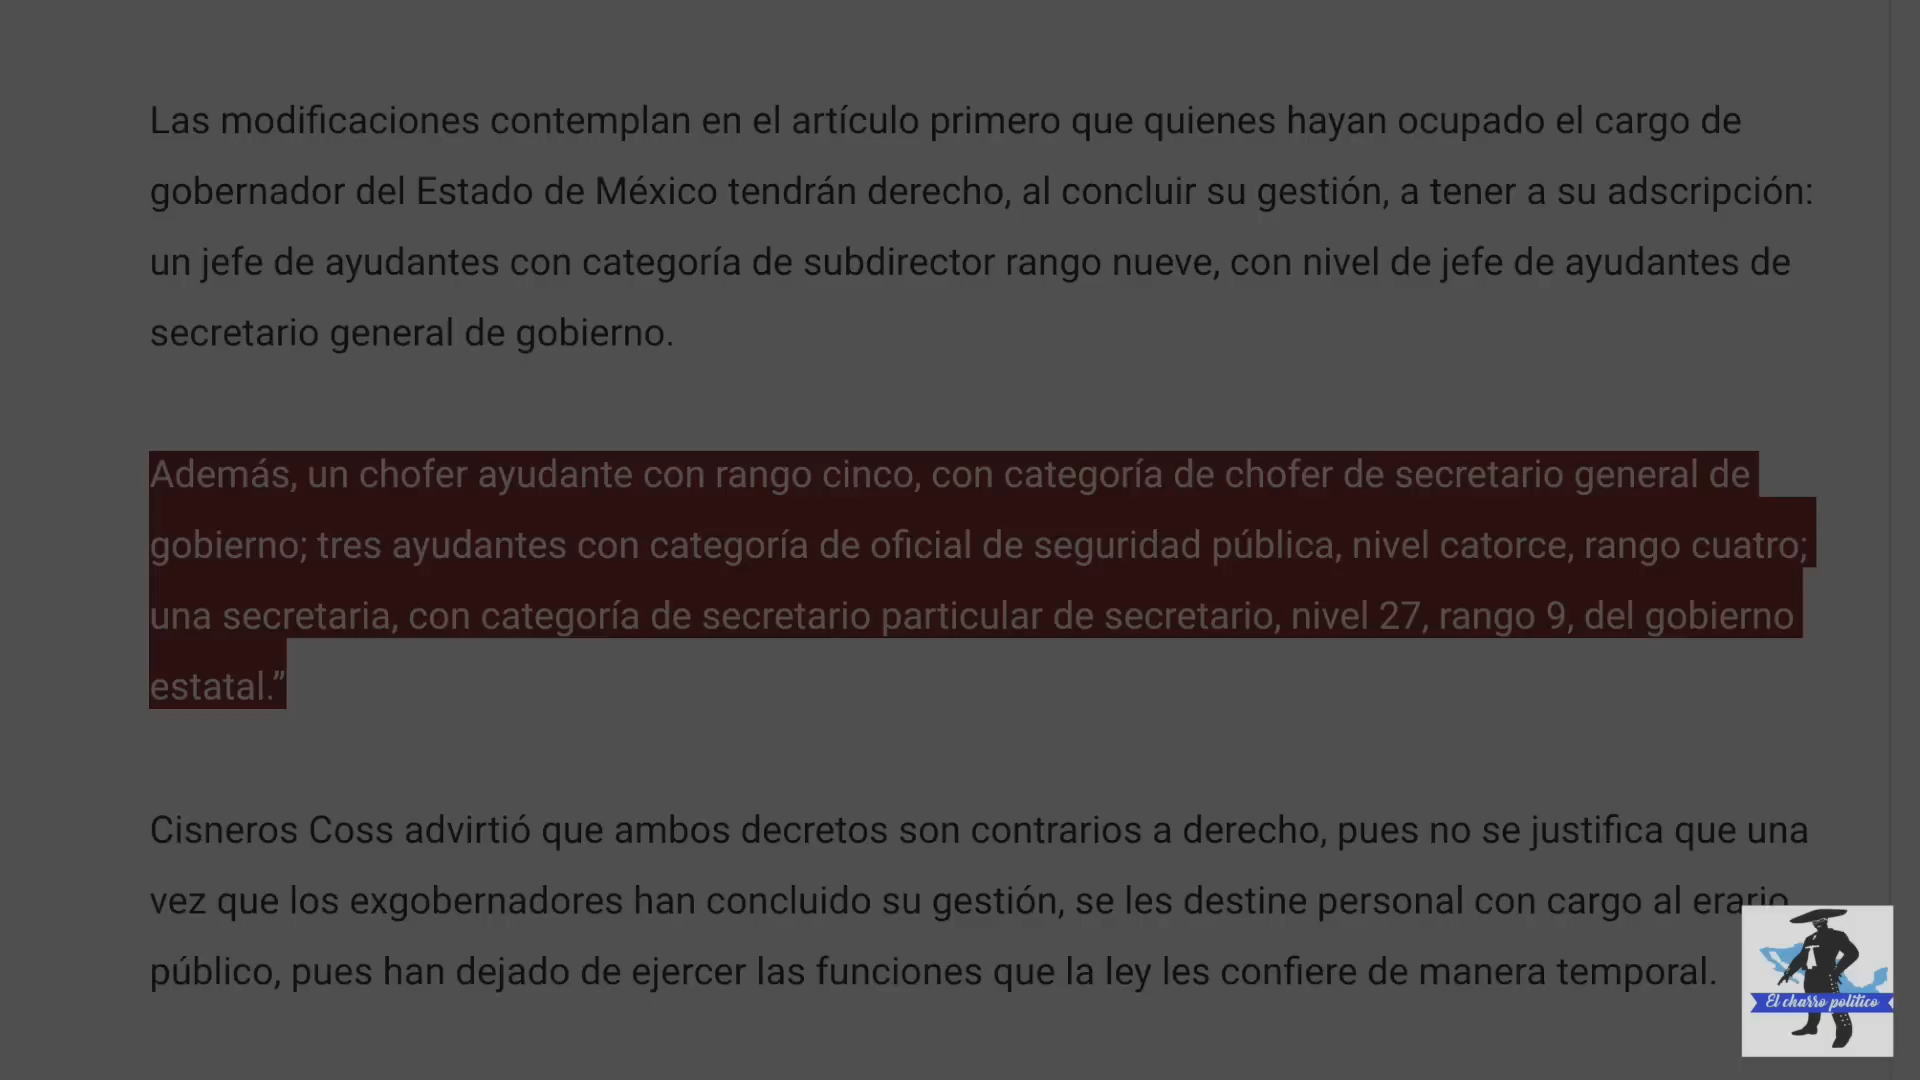 Las modificaciones contemplan en el artículo primero que quienes hayan ocupado el cargo de
gobernador del Estado de México tendrán derecho, al concluir su gestión, a tener a su adscripción:
un jefe de ayudantes con categoría de subdirector rango nueve, con nivel de jefe de ayudantes de
secretario general de gobierno.
Además, un chofer ayudante con rango cinco, con categoría de chofer de secretario general de
gobierno; tres ayudantes con categoría de oficial de seguridad pública, nivel catorce, rango cuatro;
una secretaria, con categoría de secretario particular de secretario, nivel 27, rango 9, del gobierno
estatal.”
Cisneros Coss advirtió que ambos decretos son contrarios a derecho, pues no se justifica que una
vez que los exgobernadores han concluido su gestión, se les destine personal con cargo al erario
público, pues han dejado de ejercer las funciones que la ley les confiere de manera temporal.
El charro politico